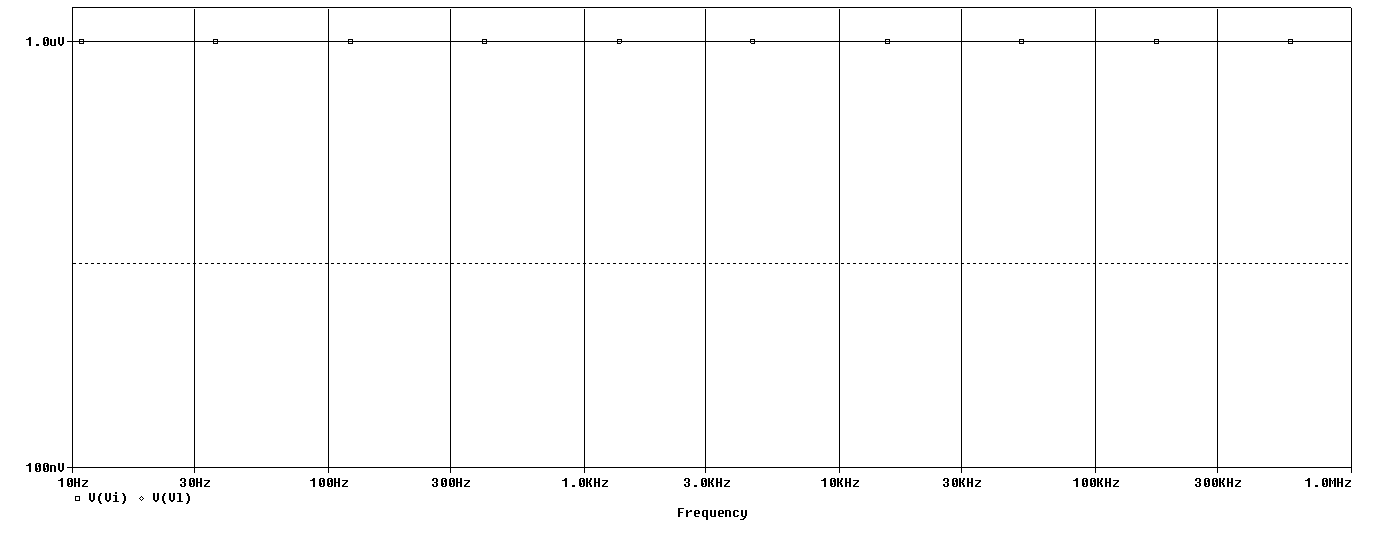 1.0uV
100nV
10Hz 30Hz 100Hz 300Hz 1.0KHz 3.0KHz 10KHz 30KHz 100KHz 300KHz 1.0MHz
V(Vi) V(Vl)
Frequency